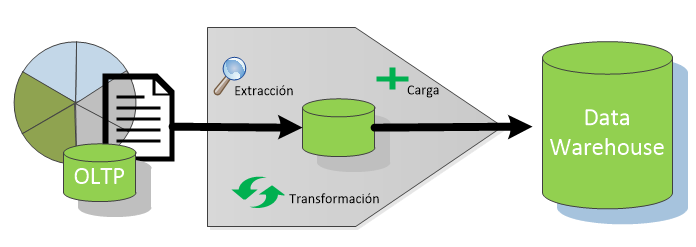 OLTP
Extracción
Carga
Transformación
Data
Warehouse